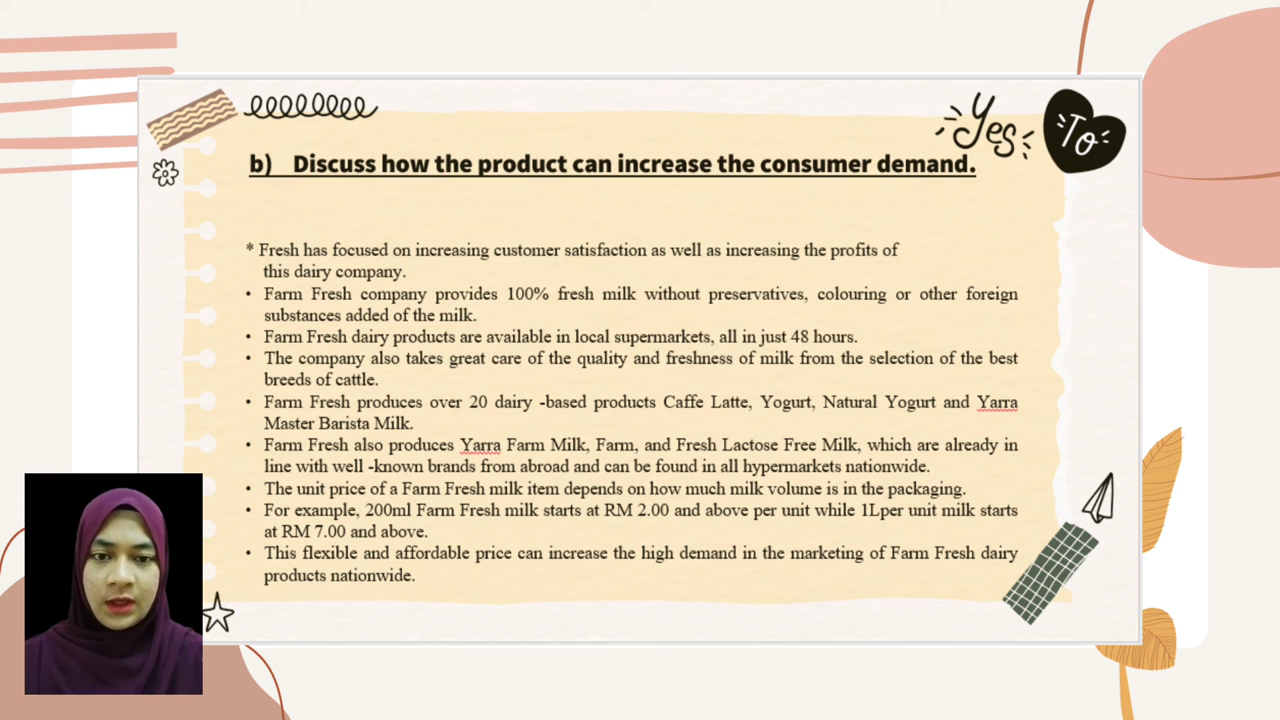 Yes To
b) Discuss how the product can increase the consumer demand.
* Fresh has focused on increasing customer satisfaction as well as increasing the profits of
this dairy company.
• Farm Fresh company provides 100% fresh milk without preservatives, colouring or other foreign
substances added of the milk.
• Farm Fresh dairy products are available in local supermarkets, all in just 48 hours.
• The company also takes great care of the quality and freshness of milk from the selection of the best
breeds of cattle.
• Farm Fresh produces over 20 dairy -based products Caffe Latte, Yogurt, Natural Yogurt and Yarra
Master Barista Milk.
• Farm Fresh also produces Yarra Farm Milk, Farm, and Fresh Lactose Free Milk, which are already in
line with well -known brands from abroad and can be found in all hypermarkets nationwide.
• The unit price of a Farm Fresh milk item depends on how much milk volume is in the packaging.
• For example, 200ml Farm Fresh milk starts at RM 2.00 and above per unit while 1Lper unit milk starts
at RM 7.00 and above.
• This flexible and affordable price can increase the high demand in the marketing of Farm Fresh dairy
products nationwide.